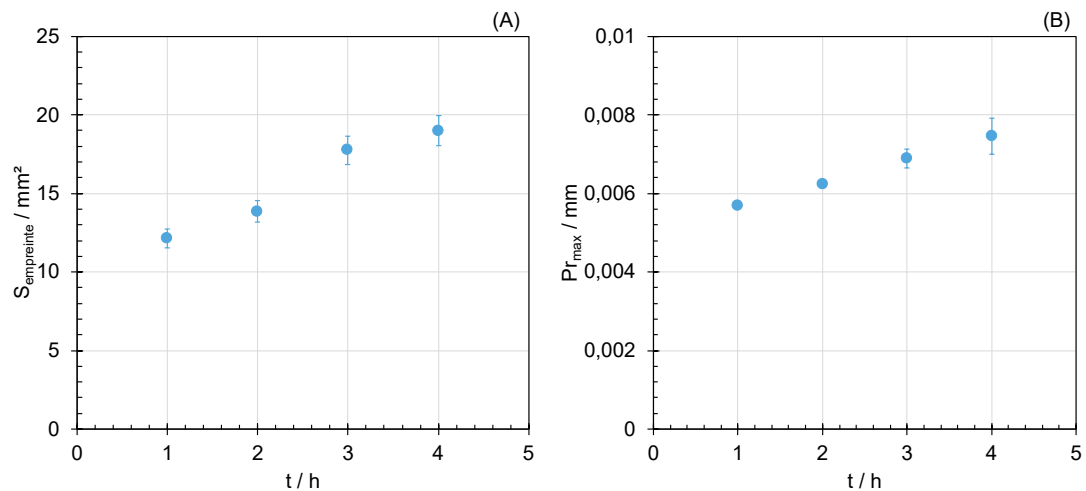 (A)
25
20
15
10
5
0
S_empreinte / mm²
0 1 2 3 4 5
t / h
(B)
0,01
0,008
0,006
0,004
0,002
0
Pr_max / mm
0 1 2 3 4 5
t / h